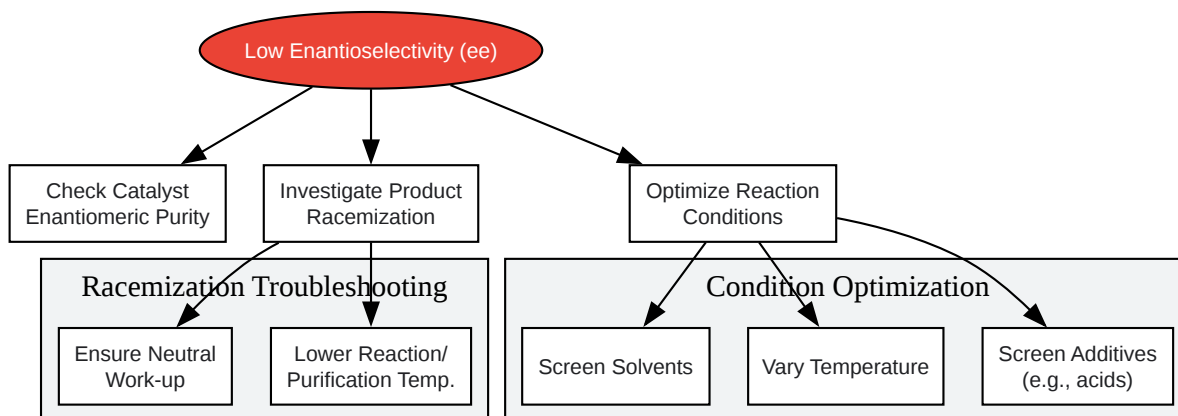 Low Enantioselectivity (ee)
Check Catalyst
Enantiomeric Purity
Investigate Product
Racemization
Optimize Reaction
Conditions
Racemization Troubleshooting
Condition Optimization
Ensure Neutral
Work-up
Lower Reaction/
Purification Temp.
Screen Solvents
Vary Temperature
Screen Additives
(e.g., acids)